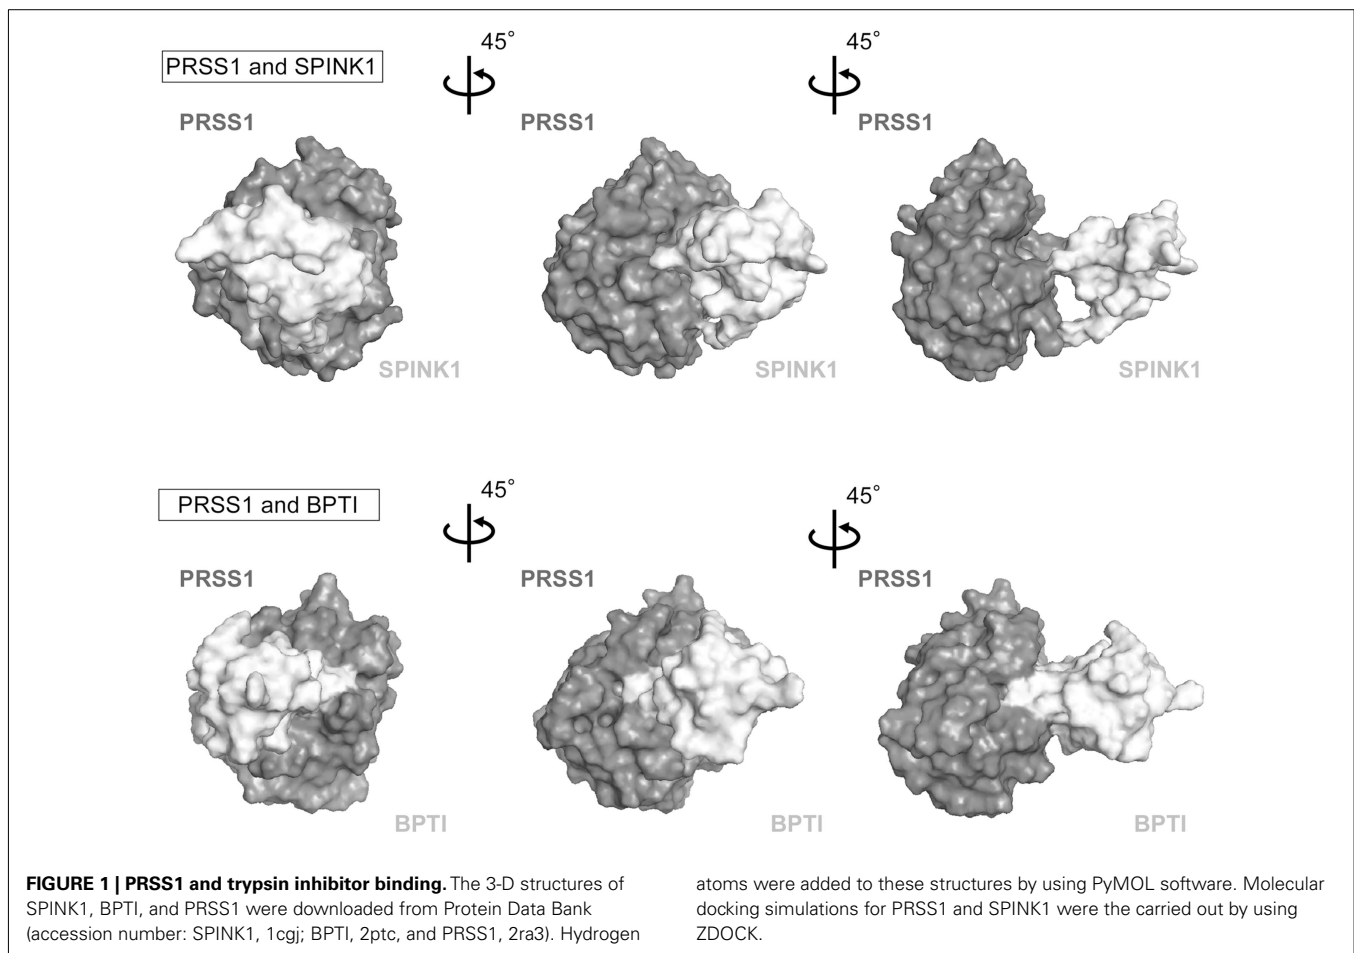 PRSS1 and SPINK1
45°
45°
PRSS1
PRSS1
PRSS1
SPINK1
SPINK1
SPINK1
PRSS1 and BPTI
45°
45°
PRSS1
PRSS1
PRSS1
BPTI
BPTI
BPTI
FIGURE 1 | PRSS1 and trypsin inhibitor binding. The 3-D structures of
SPINK1, BPTI, and PRSS1 were downloaded from Protein Data Bank
(accession number: SPINK1, 1cgj; BPTI, 2ptc, and PRSS1, 2ra3). Hydrogen
atoms were added to these structures by using PyMOL software. Molecular
docking simulations for PRSS1 and SPINK1 were the carried out by using
ZDOCK.